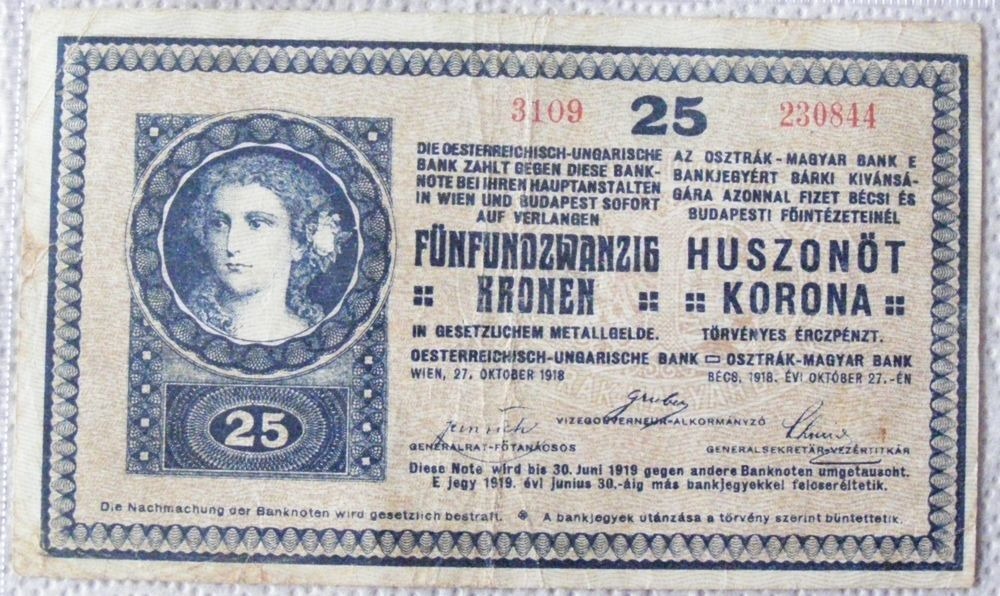 3109 25 230844
DIE OESTERREICHISCH-UNGARISCHE
BANK ZAHLT GEGEN DIESE BANK-
NOTE BEI IHREN HAUPTANSTALTEN
IN WIEN UND BUDAPEST SOFORT
AUF VERLANGEN
FÜNFUNDZWANZIG
KRONEN
IN GESETZLICHEM METALLGELDE.
OESTERREICHISCH-UNGARISCHE BANK
WIEN, 27. OKTOBER 1918
AZ OSZTRÁK-MAGYAR BANK E
BANKJEGYÉRT BÁRKI KIVÁNSÁ-
GÁRA AZONNAL FIZET BÉCSI ÉS
BUDAPESTI FŐINTÉZETEINÉL
HUSZONÖT
KORONA
TÖRVÉNYES ÉRCZPÉNZT.
OSZTRÁK-MAGYAR BANK
BÉCS, 1918. ÉVI OKTÓBER 27.-ÉN
25
Gruber
VIZEGOUVERNEUR-ALKORMÁNYZÓ
GENERALRAT-FŐTANÁCSOS
GENERALSEKRETÄR-VEZÉRTITKÁR
Diese Note wird bis 30. Juni 1919 gegen andere Banknoten umgetauscht.
E jegy 1919. évi junius 30.-áig más bankjegyekkel felcseréltetik.
Die Nachmachung der Banknoten wird gesetzlich bestraft. A bankjegyek utánzása a törvény szerint büntettetik.